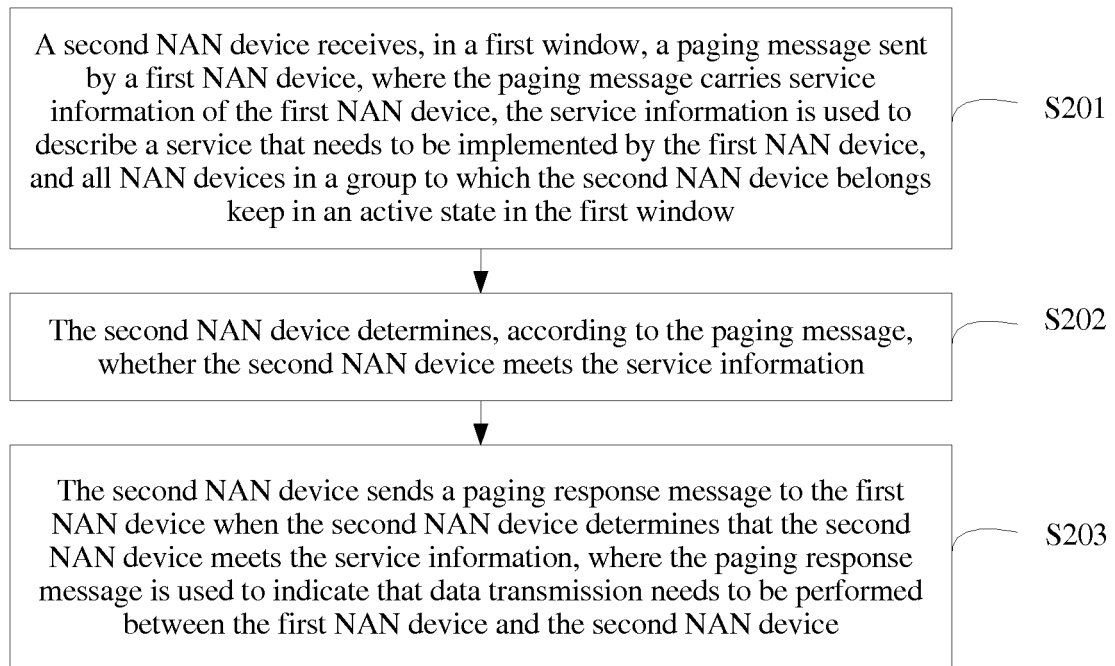 A second NAN device receives, in a first window, a paging message sent
by a first NAN device, where the paging message carries service
information of the first NAN device, the service information is used to
describe a service that needs to be implemented by the first NAN device,
and all NAN devices in a group to which the second NAN device belongs
keep in an active state in the first window
S201
The second NAN device determines, according to the paging message,
whether the second NAN device meets the service information
S202
The second NAN device sends a paging response message to the first
NAN device when the second NAN device determines that the second
NAN device meets the service information, where the paging response
message is used to indicate that data transmission needs to be performed
between the first NAN device and the second NAN device
S203